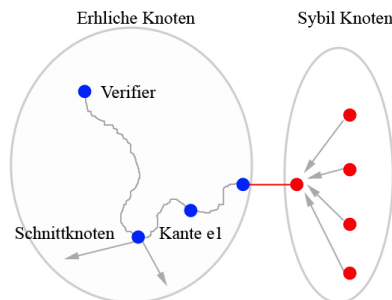 Erhliche Knoten
Sybil Knoten
Verifier
Schnittknoten
Kante e1